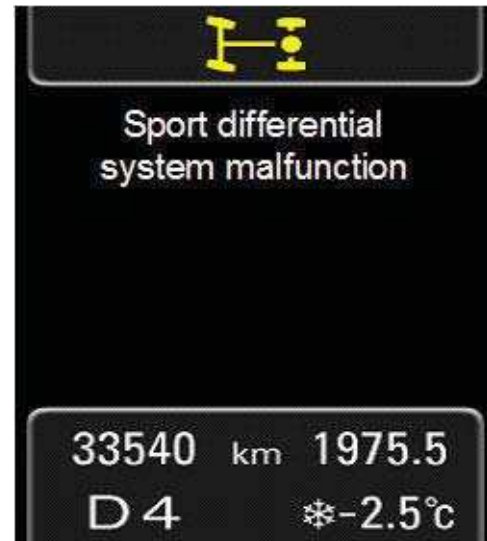 Sport differential
system malfunction
33540 km 1975.5
D 4 ❄-2.5°c